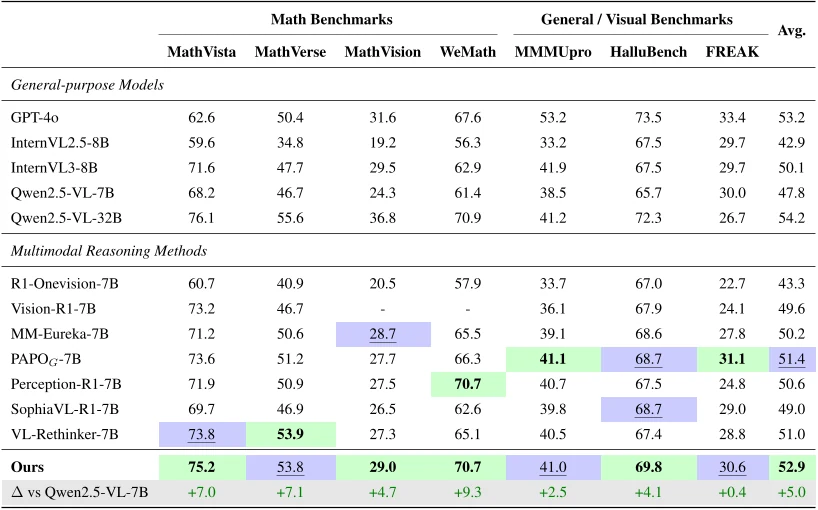 Math Benchmarks General / Visual Benchmarks Avg.
MathVista MathVerse MathVision WeMath MMMUpro HalluBench FREAK
General-purpose Models
GPT-4o 62.6 50.4 31.6 67.6 53.2 73.5 33.4 53.2
InternVL2.5-8B 59.6 34.8 19.2 56.3 33.2 67.5 29.7 42.9
InternVL3-8B 71.6 47.7 29.5 62.9 41.9 67.5 29.7 50.1
Qwen2.5-VL-7B 68.2 46.7 24.3 61.4 38.5 65.7 30.0 47.8
Qwen2.5-VL-32B 76.1 55.6 36.8 70.9 41.2 72.3 26.7 54.2
Multimodal Reasoning Methods
R1-Onevision-7B 60.7 40.9 20.5 57.9 33.7 67.0 22.7 43.3
Vision-R1-7B 73.2 46.7 - - 36.1 67.9 24.1 49.6
MM-Eureka-7B 71.2 50.6 28.7 65.5 39.1 68.6 27.8 50.2
PAPO_G-7B 73.6 51.2 27.7 66.3 41.1 68.7 31.1 51.4
Perception-R1-7B 71.9 50.9 27.5 70.7 40.7 67.5 24.8 50.6
SophiaVL-R1-7B 69.7 46.9 26.5 62.6 39.8 68.7 29.0 49.0
VL-Rethinker-7B 73.8 53.9 27.3 65.1 40.5 67.4 28.8 51.0
Ours 75.2 53.8 29.0 70.7 41.0 69.8 30.6 52.9
Δ vs Qwen2.5-VL-7B +7.0 +7.1 +4.7 +9.3 +2.5 +4.1 +0.4 +5.0